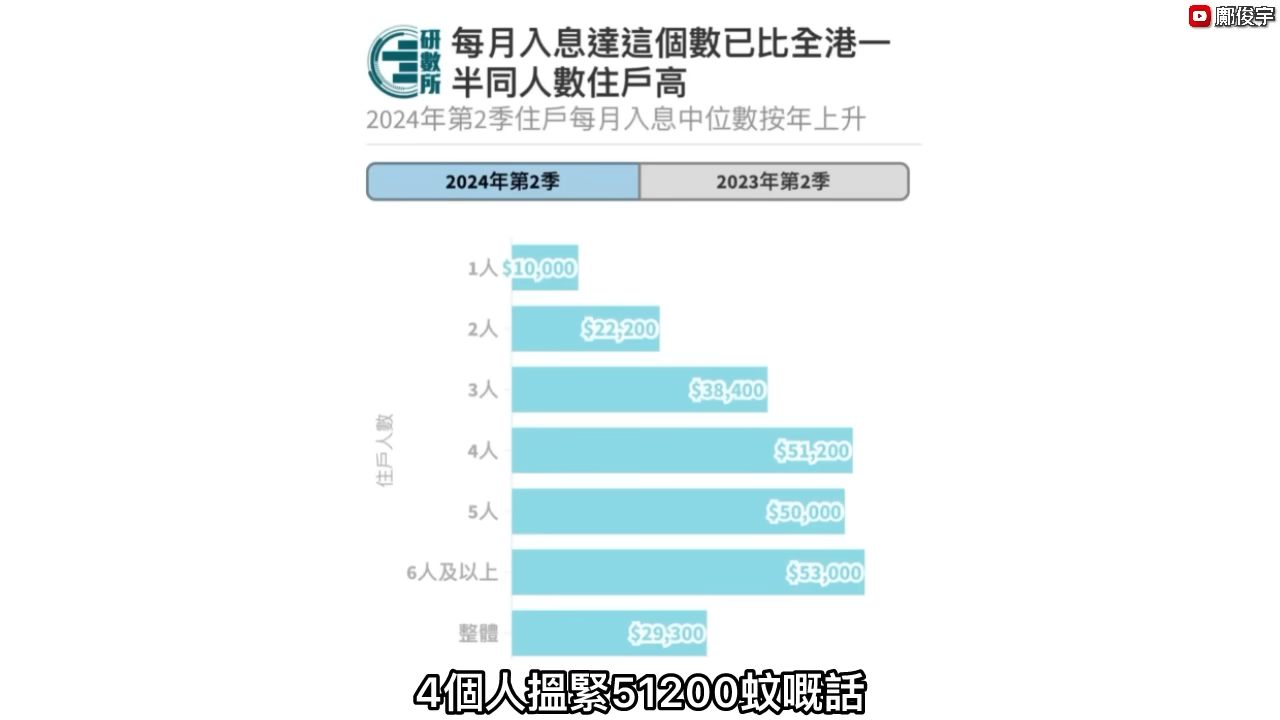 鄺俊宇
研數所
每月入息達這個數已比全港一
半同人數住戶高
2024年第2季住戶每月入息中位數按年上升
2024年第2季
2023年第2季
住戶人數
1人 $10,000
2人 $22,200
3人 $38,400
4人 $51,200
5人 $50,000
6人及以上 $53,000
整體 $29,300
4個人搵緊51200蚊嘅話